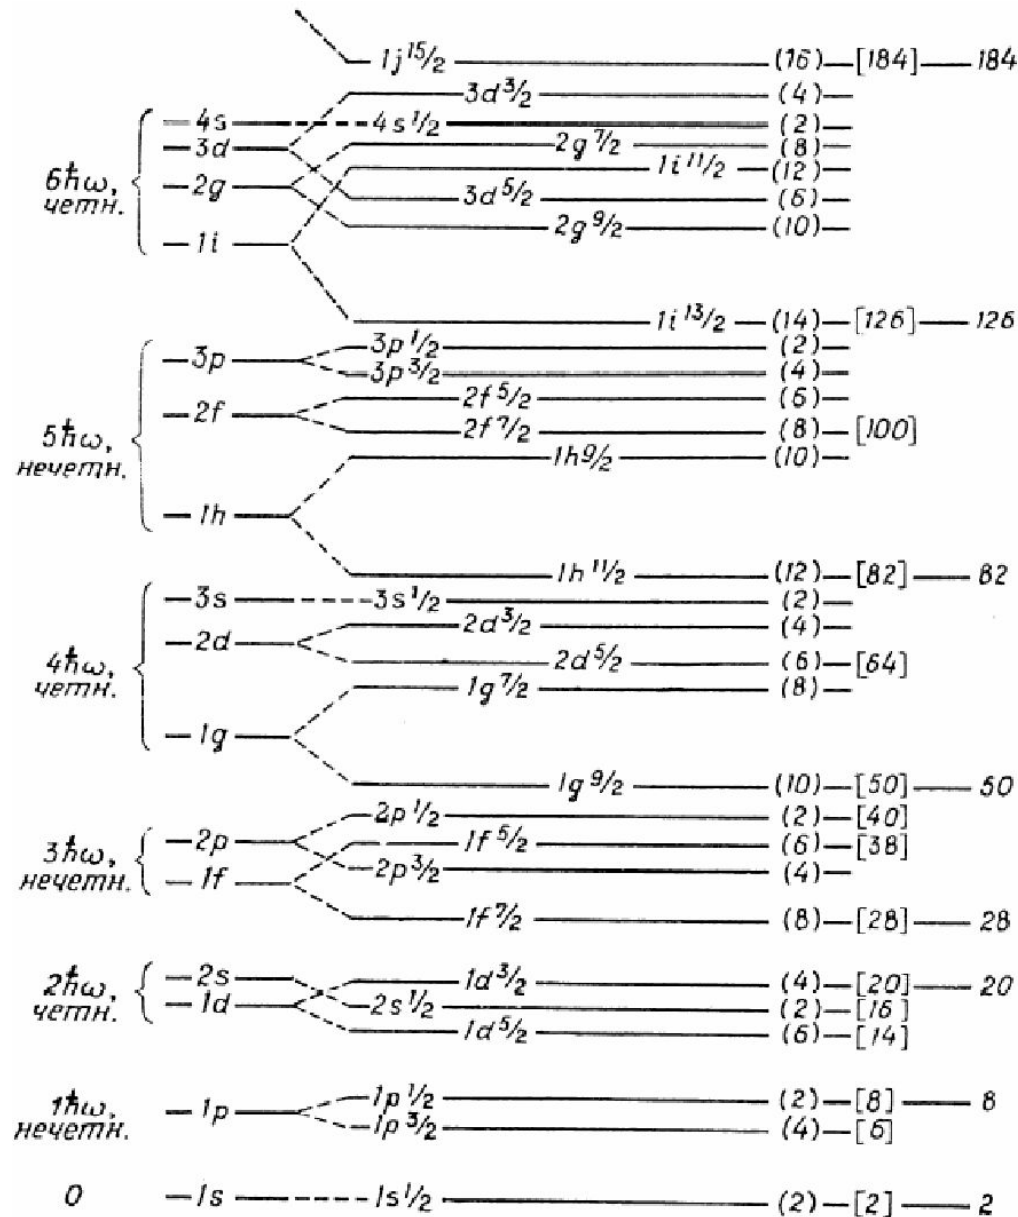 1j 15/2 (16) [184] 184
3d 3/2 (4)
4s 4s 1/2 (2)
3d 2g 7/2 (8)
6ħω, 1i 11/2 (12)
четн. 2g 3d 5/2 (6)
2g 9/2 (10)
1i
1i 13/2 (14) [126] 126
3p 3p 1/2 (2)
3p 3/2 (4)
2f 5/2 (6)
5ħω, 2f 2f 7/2 (8) [100]
нечетн. 1h 9/2 (10)
1h
1h 11/2 (12) [82] 82
3s 3s 1/2 (2)
2d 3/2 (4)
4ħω, 2d 2d 5/2 (6) [64]
четн. 1g 7/2 (8)
1g
1g 9/2 (10) [50] 50
2p 1/2 (2) [40]
3ħω, 2p 1f 5/2 (6) [38]
нечетн. 1f 2p 3/2 (4)
1f 7/2 (8) [28] 28
2ħω, 2s 1d 3/2 (4) [20] 20
четн. 1d 2s 1/2 (2) [16]
1d 5/2 (6) [14]
1ħω, 1p 1p 1/2 (2) [8] 8
нечетн. 1p 3/2 (4) [6]
0 1s 1s 1/2 (2) [2] 2